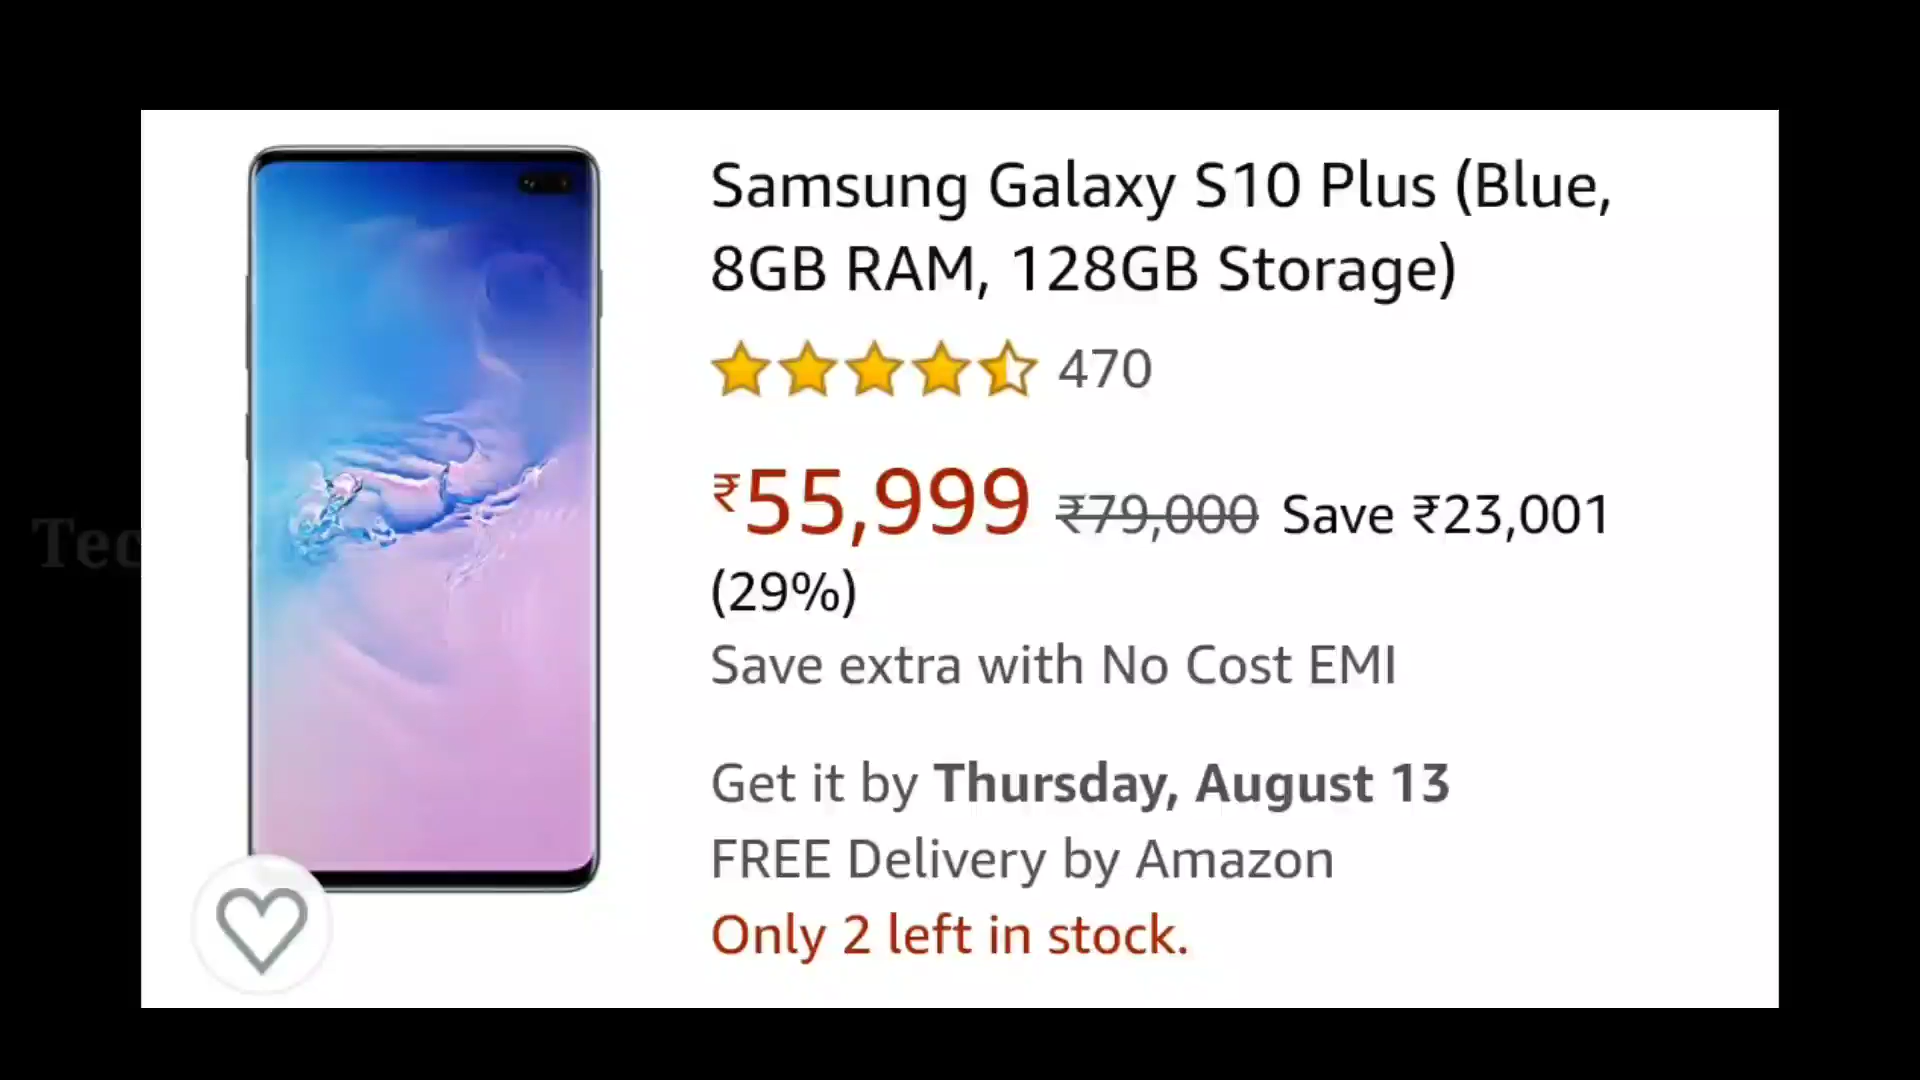 Samsung Galaxy S10 Plus (Blue,
8GB RAM, 128GB Storage)
470
₹55,999 ₹79,000 Save ₹23,001
(29%)
Save extra with No Cost EMI
Get it by Thursday, August 13
FREE Delivery by Amazon
Only 2 left in stock.